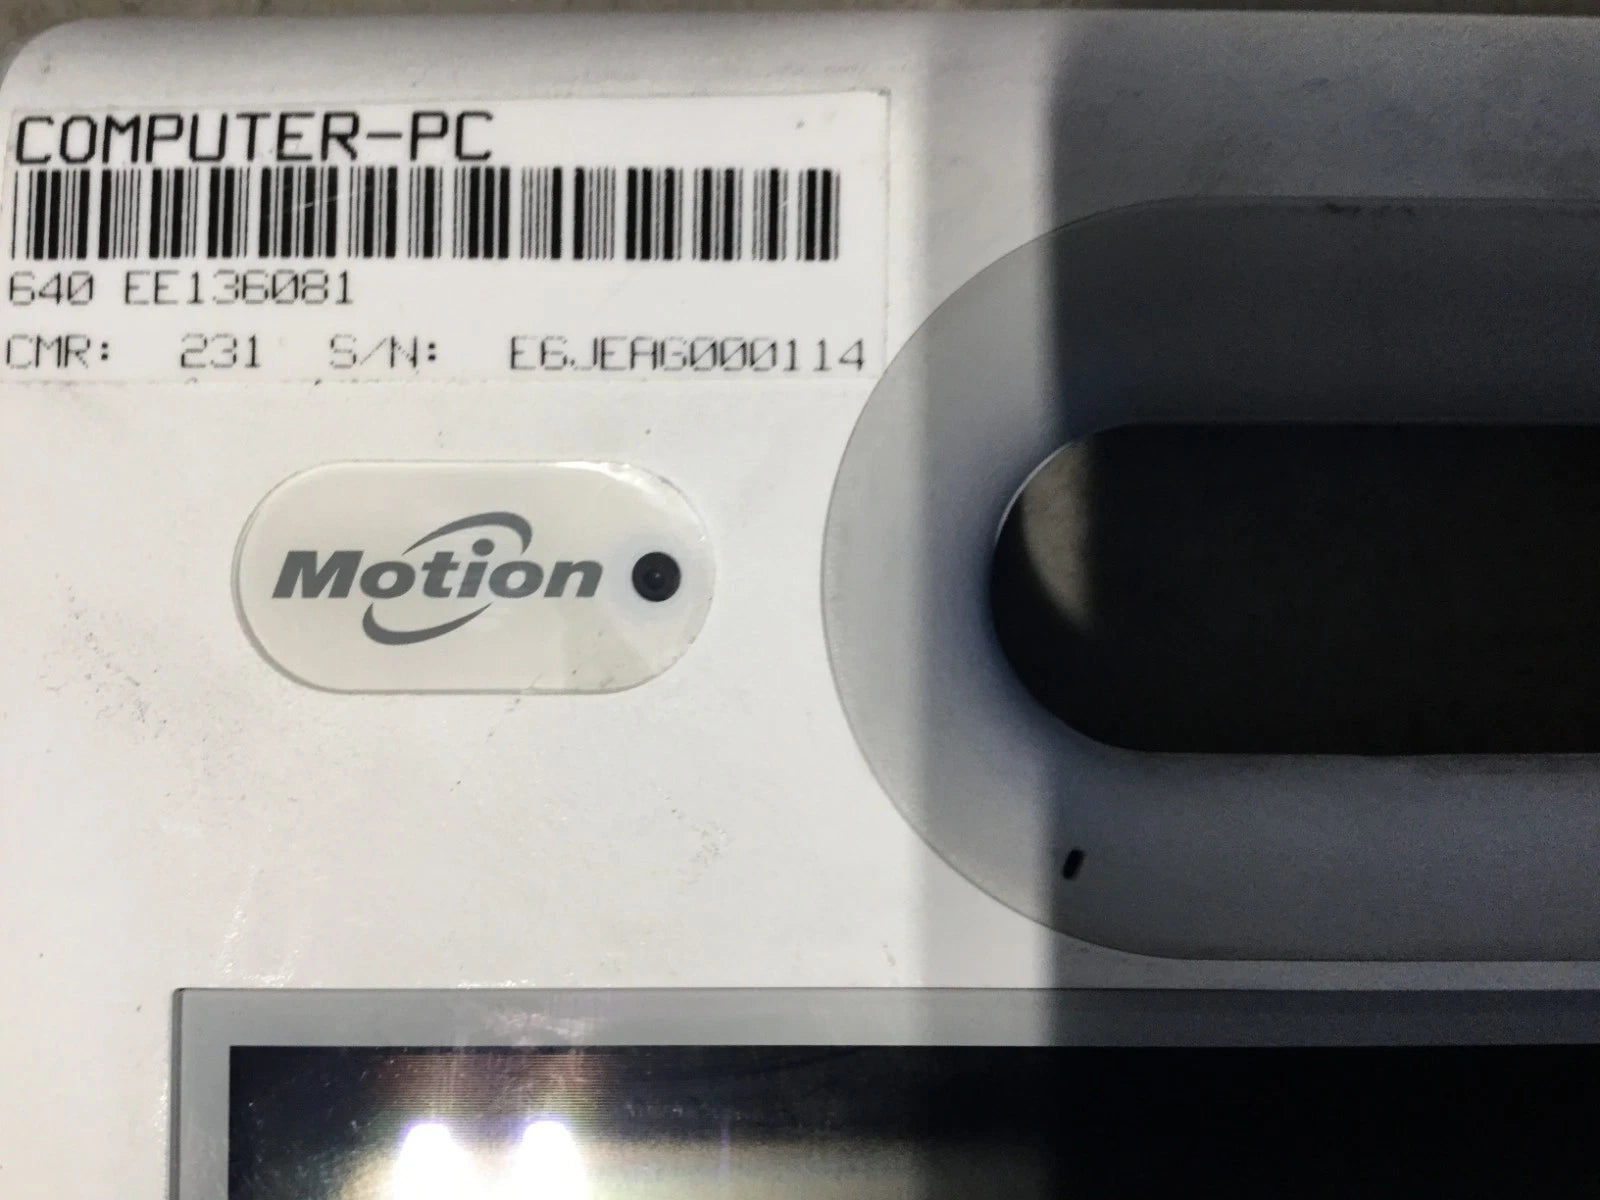 COMPUTER-PC
640 EE136081
CMR: 231 S/N: E6JEAG000114
Motion